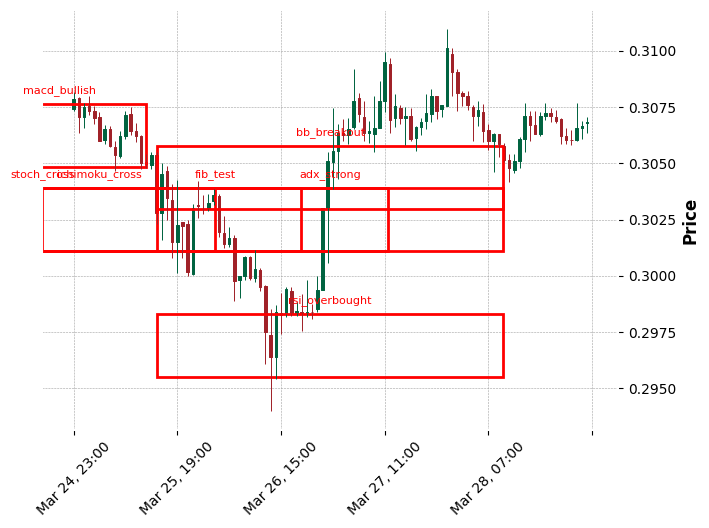 0.3100
macd_bullish
0.3075
bb_breakout
0.3050
stoch_cross
ichimoku_cross
fib_test
adx_strong
0.3025
Price
0.3000
rsi_overbought
0.2975
0.2950
Mar 24, 23:00
Mar 25, 19:00
Mar 26, 15:00
Mar 27, 11:00
Mar 28, 07:00